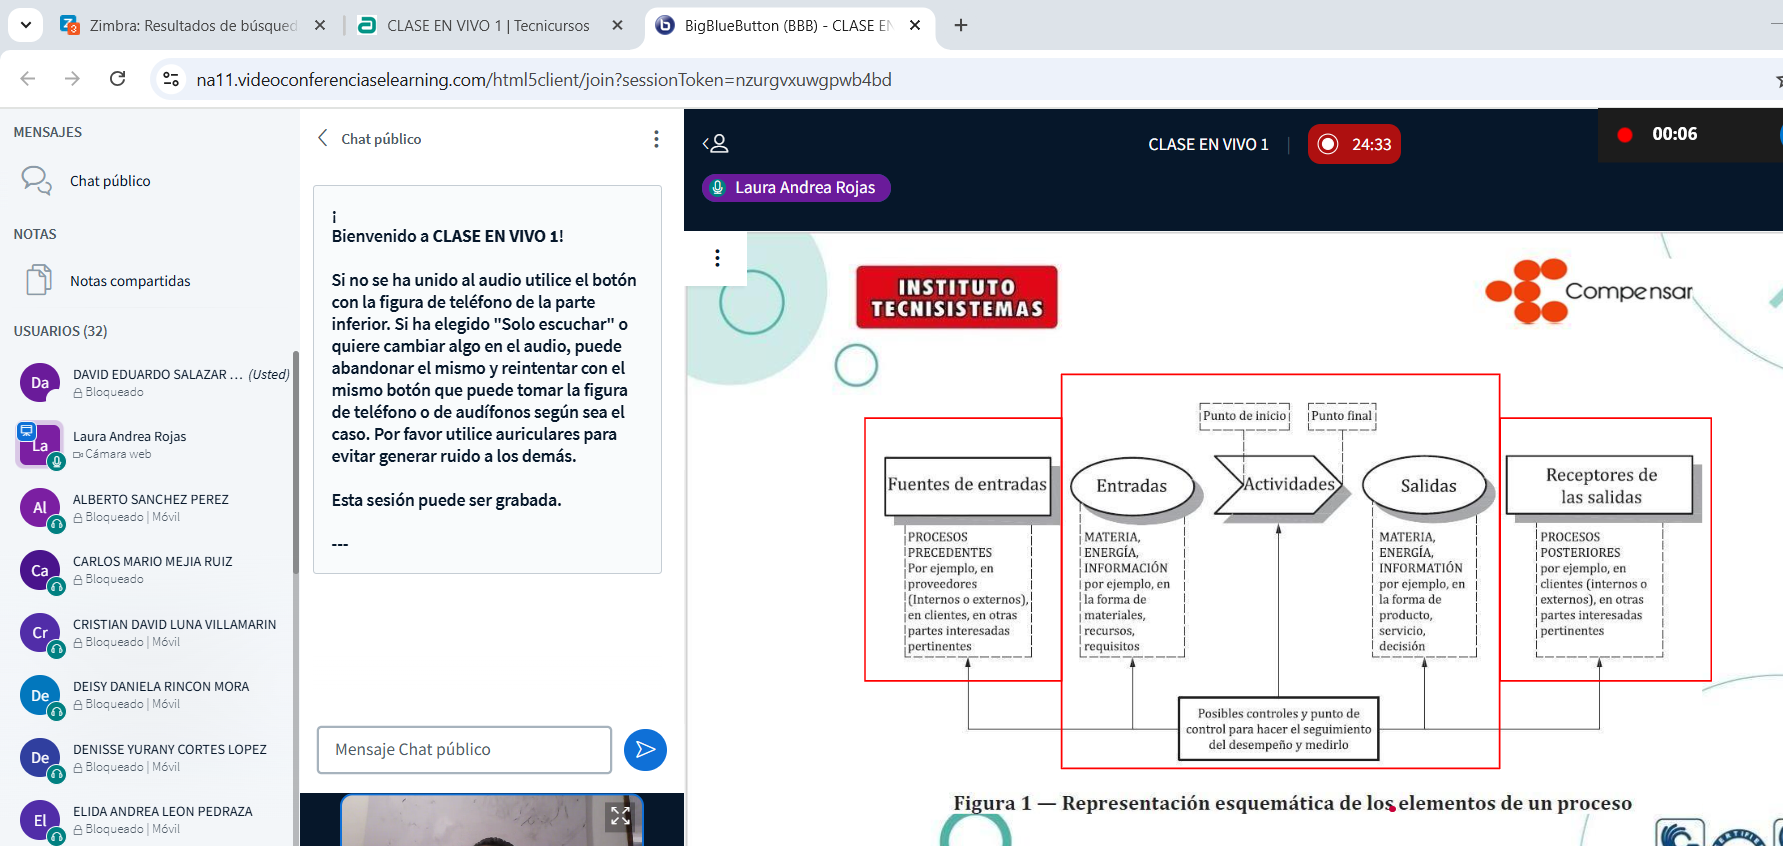 Zimbra: Resultados de búsqued
CLASE EN VIVO 1 | Tecnicursos
BigBlueButton (BBB) - CLASE EN
na11.videoconferenciaselearning.com/html5client/join?sessionToken=nzurgvxuwgpwb4bd
MENSAJES
Chat público
NOTAS
Notas compartidas
USUARIOS (32)
Da
DAVID EDUARDO SALAZAR ... (Usted)
Bloqueado
La
Laura Andrea Rojas
Cámara web
Al
ALBERTO SANCHEZ PEREZ
Bloqueado | Móvil
Ca
CARLOS MARIO MEJIA RUIZ
Bloqueado
Cr
CRISTIAN DAVID LUNA VILLAMARIN
Bloqueado | Móvil
De
DEISY DANIELA RINCON MORA
Bloqueado | Móvil
De
DENISSE YURANY CORTES LOPEZ
Bloqueado | Móvil
El
ELIDA ANDREA LEON PEDRAZA
Bloqueado | Móvil
Chat público
¡
Bienvenido a CLASE EN VIVO 1!
Si no se ha unido al audio utilice el botón
con la figura de teléfono de la parte
inferior. Si ha elegido "Solo escuchar" o
quiere cambiar algo en el audio, puede
abandonar el mismo y reintentar con el
mismo botón que puede tomar la figura
de teléfono o de audífonos según sea el
caso. Por favor utilice auriculares para
evitar generar ruido a los demás.
Esta sesión puede ser grabada.
---
Mensaje Chat público
CLASE EN VIVO 1
24:33
00:06
Laura Andrea Rojas
INSTITUTO
TECNISISTEMAS
Compensar
Punto de inicio
Punto final
Fuentes de entradas
Entradas
Actividades
Salidas
Receptores de
las salidas
PROCESOS
PRECEDENTES
Por ejemplo, en
proveedores
(Internos o externos),
en clientes, en otras
partes interesadas
pertinentes
MATERIA,
ENERGÍA,
INFORMACIÓN
por ejemplo, en
la forma de
materiales,
recursos,
requisitos
MATERIA,
ENERGÍA,
INFORMATIÓN
por ejemplo, en
la forma de
producto,
servicio,
decisión
PROCESOS
POSTERIORES
por ejemplo, en
clientes (internos o
externos), en otras
partes interesadas
pertinentes
Posibles controles y punto de
control para hacer el seguimiento
del desempeño y medirlo
Figura 1 — Representación esquemática de los elementos de un proceso